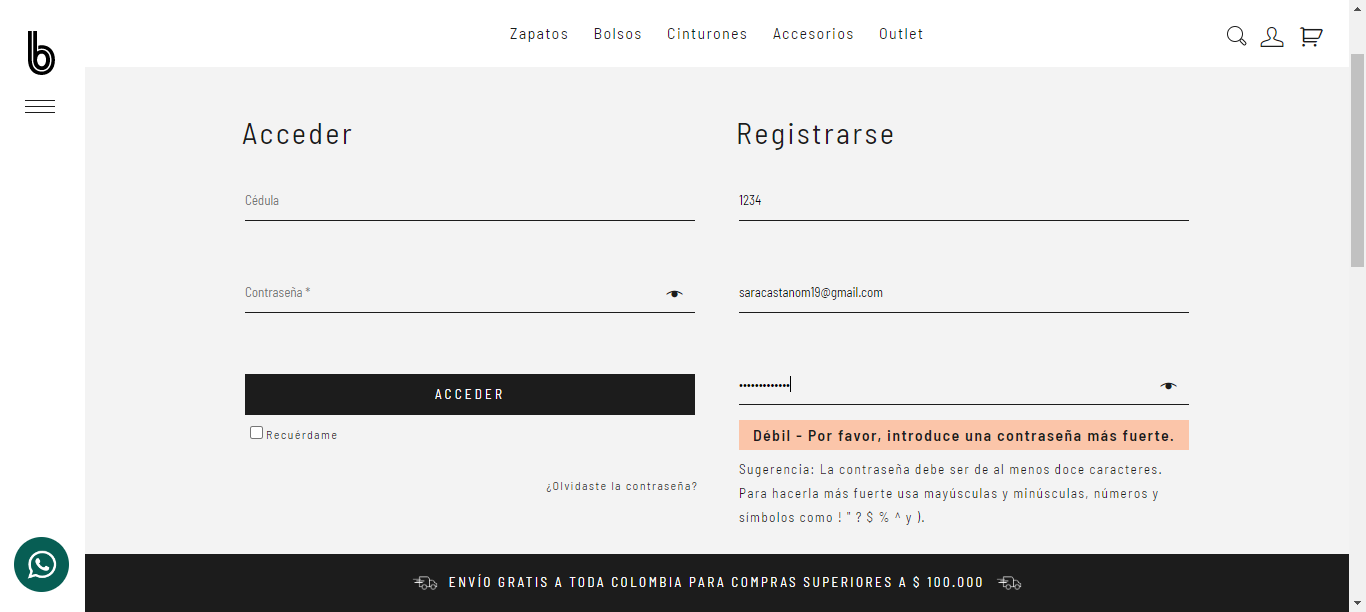 b
Zapatos Bolsos Cinturones Accesorios Outlet
Acceder
Cédula
Contraseña *
ACCEDER
Recuérdame
¿Olvidaste la contraseña?
Registrarse
1234
saracastanom19@gmail.com
•••••••••••••
Débil - Por favor, introduce una contraseña más fuerte.
Sugerencia: La contraseña debe ser de al menos doce caracteres.
Para hacerla más fuerte usa mayúsculas y minúsculas, números y
símbolos como ! " ? $ % ^ y ).
ENVÍO GRATIS A TODA COLOMBIA PARA COMPRAS SUPERIORES A $ 100.000